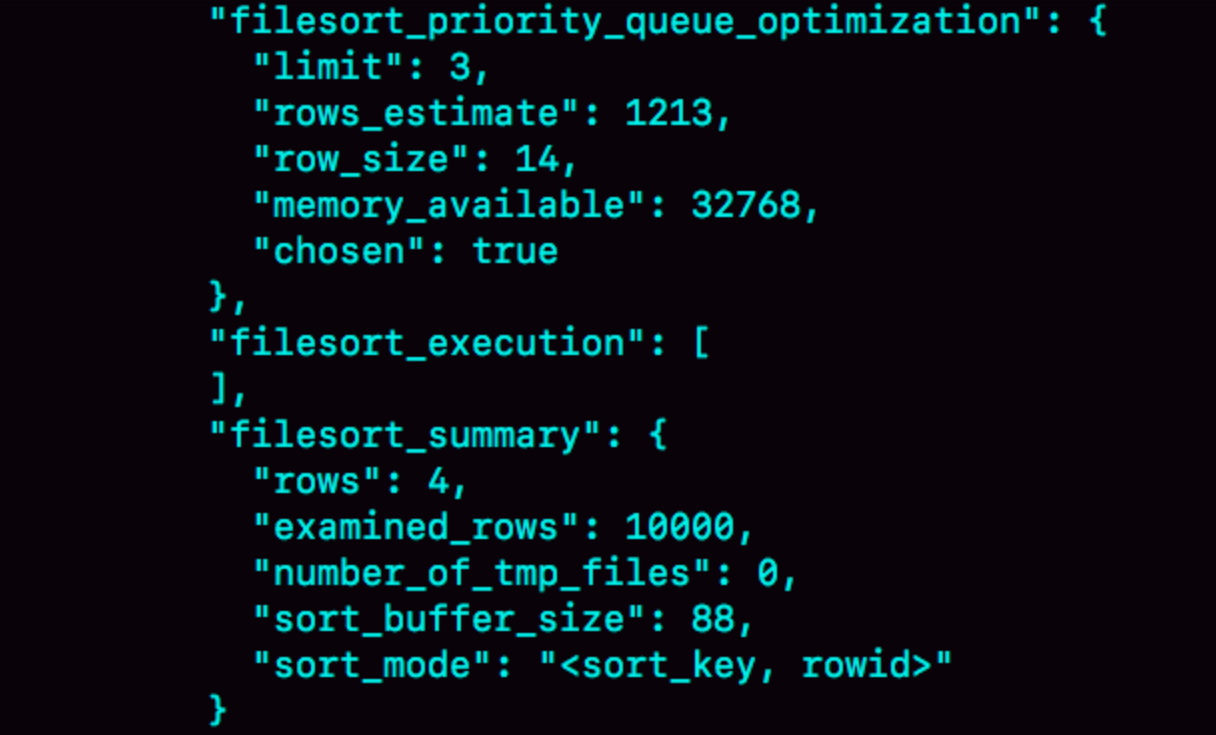 "filesort_priority_queue_optimization": {
"limit": 3,
"rows_estimate": 1213,
"row_size": 14,
"memory_available": 32768,
"chosen": true
},
"filesort_execution": [
],
"filesort_summary": {
"rows": 4,
"examined_rows": 10000,
"number_of_tmp_files": 0,
"sort_buffer_size": 88,
"sort_mode": "<sort_key, rowid>"
}